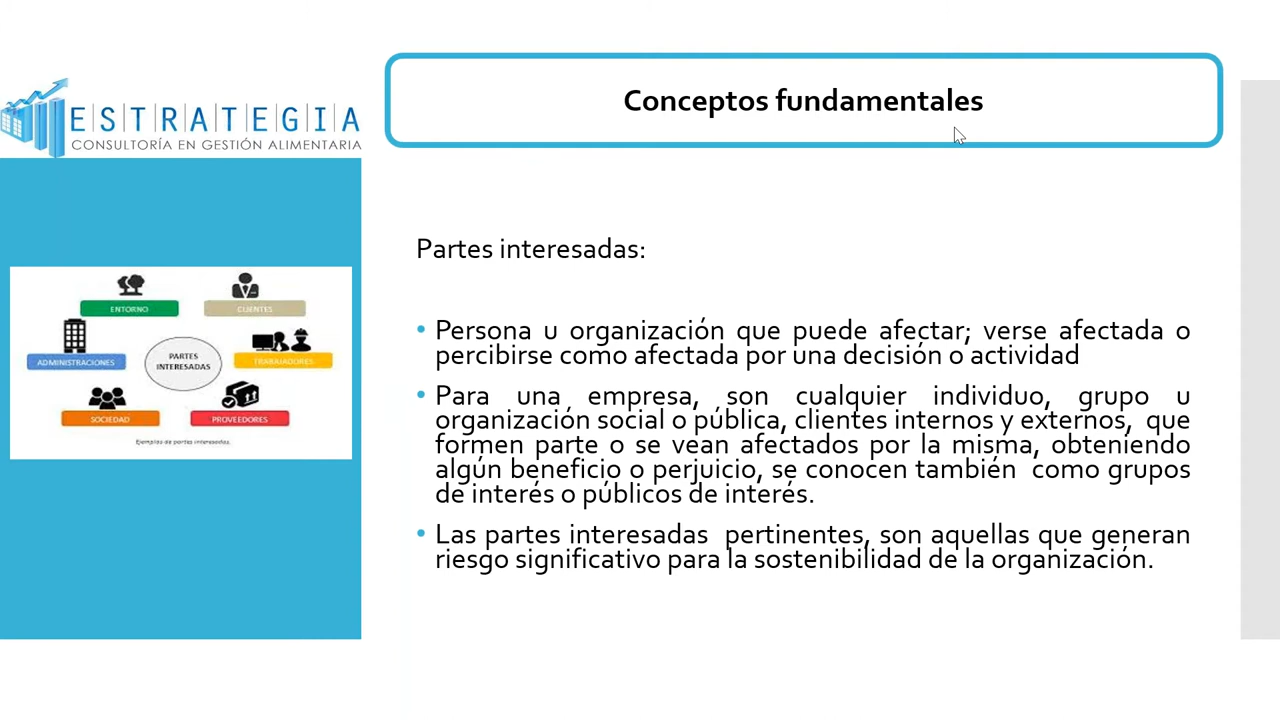 ESTRATEGIA
CONSULTORÍA EN GESTIÓN ALIMENTARIA
Conceptos fundamentales
ENTORNO
CLIENTES
ADMINISTRACIONES
PARTES
INTERESADAS
TRABAJADORES
SOCIEDAD
PROVEEDORES
Ejemplos de partes interesadas.
Partes interesadas:
• Persona u organización que puede afectar; verse afectada o
percibirse como afectada por una decisión o actividad
• Para una empresa, son cualquier individuo, grupo u
organización social o pública, clientes internos y externos, que
formen parte o se vean afectados por la misma, obteniendo
algún beneficio o perjuicio, se conocen también como grupos
de interés o públicos de interés.
• Las partes interesadas pertinentes, son aquellas que generan
riesgo significativo para la sostenibilidad de la organización.